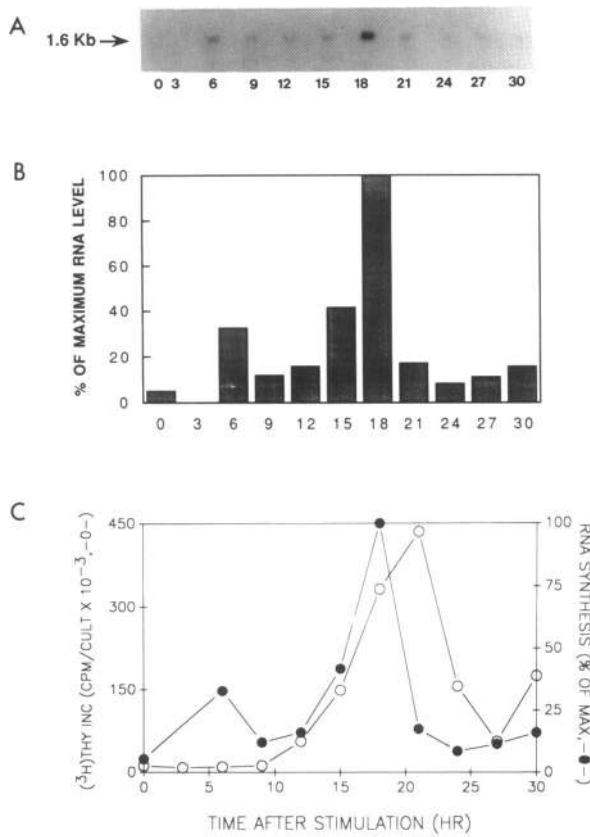 A
1.6 Kb
0 3 6 9 12 15 18 21 24 27 30
B
% OF MAXIMUM RNA LEVEL
100
80
60
40
20
0
0 3 6 9 12 15 18 21 24 27 30
C
(³H)THY INC (CPM/CULT X 10⁻³,-O-)
450
300
150
0
100
75
50
25
0
RNA SYNTHESIS (% OF MAX,-●-)
0 5 10 15 20 25 30
TIME AFTER STIMULATION (HR)